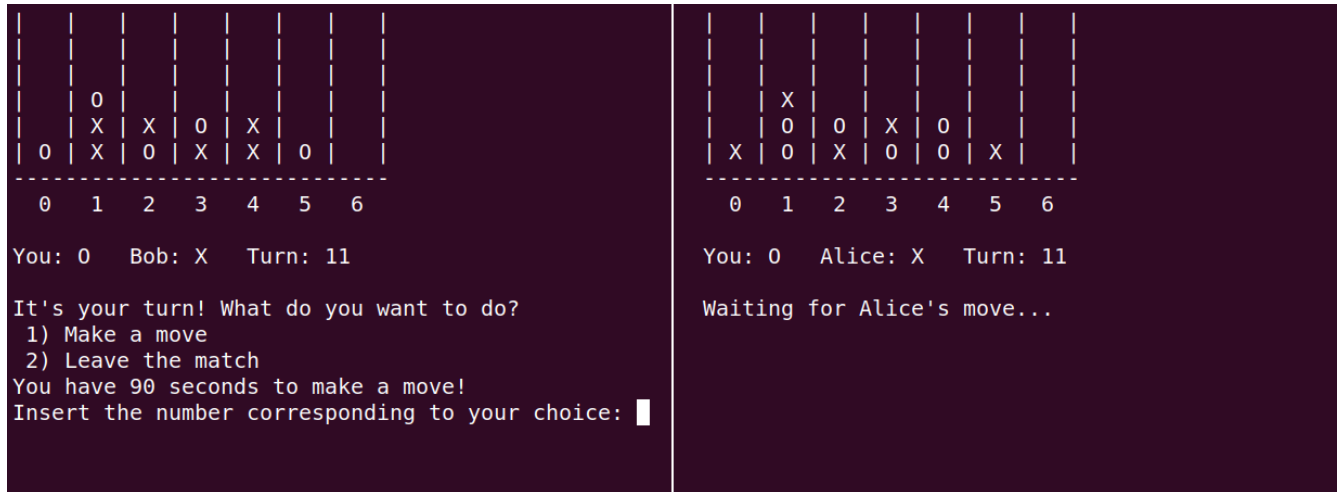 |   |   |   |   |   |   |   |
|   |   |   |   |   |   |   |
|   |   |   |   |   |   |   |
|   | O |   |   |   |   |   |
|   | X | X | O | X |   |   |
| O | X | O | X | X | O |   |
-----------------------------
  0   1   2   3   4   5   6
You: O   Bob: X   Turn: 11
It's your turn! What do you want to do?
 1) Make a move
 2) Leave the match
You have 90 seconds to make a move!
Insert the number corresponding to your choice:
|   |   |   |   |   |   |   |
|   |   |   |   |   |   |   |
|   |   |   |   |   |   |   |
|   | X |   |   |   |   |   |
|   | O | O | X | O |   |   |
| X | O | X | O | O | X |   |
-----------------------------
  0   1   2   3   4   5   6
You: O   Alice: X   Turn: 11
Waiting for Alice's move...